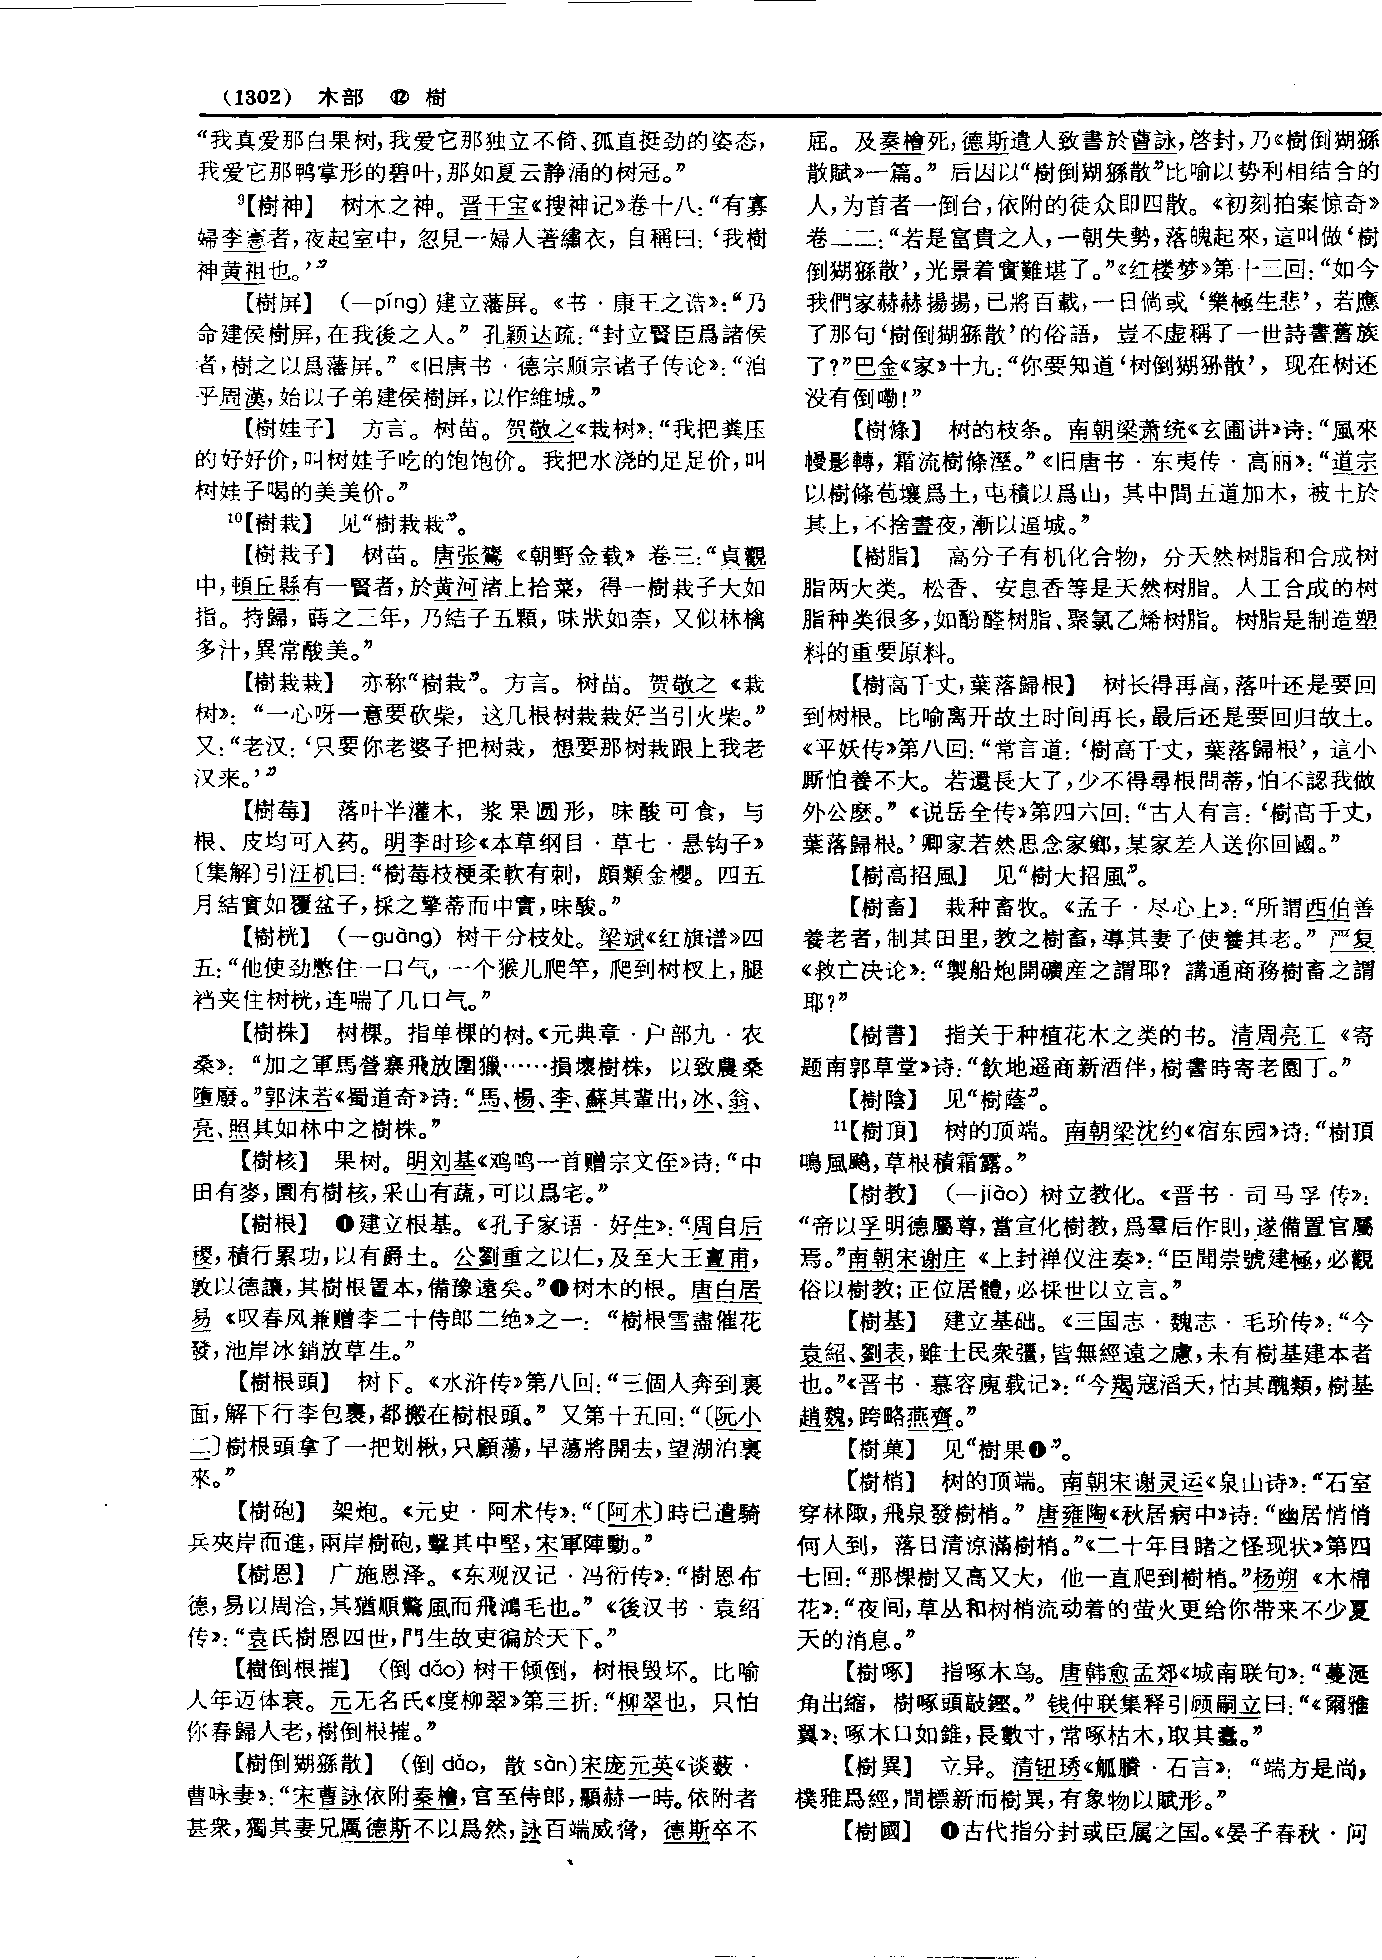 (1302) 木部 ⑫ 樹
“我真爱那白果树,我爱它那独立不倚、孤直挺劲的姿态,
我爱它那鸭掌形的碧叶,那如夏云静涌的树冠。”
⁹【樹神】 树木之神。晋干宝《搜神记》卷十八:“有寡
婦李憲者,夜起室中,忽見一婦人著繡衣,自稱曰:‘我樹
神黄祖也。’”
【樹屏】 (一píng) 建立藩屏。《书·康王之诰》:“乃
命建侯樹屏,在我後之人。” 孔颖达疏:“封立賢臣爲諸侯
者,樹之以爲藩屏。”《旧唐书·德宗顺宗诸子传论》:“洎
乎周漢,始以子弟建侯樹屏,以作維城。”
【樹娃子】 方言。树苗。贺敬之《栽树》:“我把粪压
的好好价,叫树娃子吃的饱饱价。我把水浇的足足价,叫
树娃子喝的美美价。”
¹⁰【樹栽】 见“樹栽栽”。
【樹栽子】 树苗。唐张鷟《朝野佥载》卷三:“貞觀
中,頓丘縣有一賢者,於黄河渚上拾菜,得一樹栽子大如
指。持歸,蒔之三年,乃結子五顆,味狀如柰,又似林檎
多汁,異常酸美。”
【樹栽栽】 亦称“樹栽”。方言。树苗。贺敬之《栽
树》:“一心呀一意要砍柴,这几根树栽栽好当引火柴。”
又:“老汉:‘只要你老婆子把树栽,想要那树栽跟上我老
汉来。’”
【樹莓】 落叶半灌木,浆果圆形,味酸可食,与
根、皮均可入药。明李时珍《本草纲目·草七·悬钩子》
〔集解〕引汪机曰:“樹莓枝梗柔軟有刺,頗類金櫻。四五
月結實如覆盆子,採之擎蒂而中實,味酸。”
【樹桄】 (一guàng) 树干分枝处。梁斌《红旗谱》四
五:“他使劲憋住一口气,一个猴儿爬竿,爬到树杈上,腿
裆夹住树桄,连喘了几口气。”
【樹株】 树棵。指单棵的树。《元典章·户部九·农
桑》:“加之軍馬營寨飛放圍獵……損壞樹株,以致農桑
墮廢。”郭沫若《蜀道奇》诗:“馬、楊、李、蘇其輩出,冰、翁、
亮、照其如林中之樹株。”
【樹核】 果树。明刘基《鸡鸣一首赠宗文侄》诗:“中
田有麥,園有樹核,采山有蔬,可以爲宅。”
【樹根】 ❶建立根基。《孔子家语·好生》:“周自后
稷,積行累功,以有爵土。公劉重之以仁,及至大王亶甫,
敦以德讓,其樹根置本,備豫遠矣。”❶树木的根。唐白居
易《叹春风兼赠李二十侍郎二绝》之一:“樹根雪盡催花
發,池岸冰銷放草生。”
【樹根頭】 树下。《水浒传》第八回:“三個人奔到裏
面,解下行李包裹,都搬在樹根頭。” 又第十五回:“〔阮小
二〕樹根頭拿了一把划楸,只顧蕩,早蕩將開去,望湖泊裏
來。”
【樹砲】 架炮。《元史·阿术传》:“〔阿术〕時已遣騎
兵夾岸而進,兩岸樹砲,擊其中堅,宋軍陣動。”
【樹恩】 广施恩泽。《东观汉记·冯衍传》:“樹恩布
德,易以周洽,其猶順驚風而飛鴻毛也。”《後汉书·袁绍
传》:“袁氏樹恩四世,門生故吏徧於天下。”
【樹倒根摧】 (倒 dǎo) 树干倾倒,树根毁坏。比喻
人年迈体衰。元无名氏《度柳翠》第三折:“柳翠也,只怕
你春歸人老,樹倒根摧。”
【樹倒猢猻散】 (倒 dǎo,散 sàn)宋庞元英《谈薮·
曹咏妻》:“宋曹詠依附秦檜,官至侍郎,顯赫一時。依附者
甚衆,獨其妻兄厲德斯不以爲然,詠百端威脅,德斯卒不
屈。及秦檜死,德斯遣人致書於曹詠,啓封,乃《樹倒猢猻
散賦》一篇。” 后因以“樹倒猢猻散”比喻以势利相结合的
人,为首者一倒台,依附的徒众即四散。《初刻拍案惊奇》
卷二二:“若是富貴之人,一朝失勢,落魄起來,這叫做‘樹
倒猢猻散’,光景着實難堪了。”《红楼梦》第十三回:“如今
我們家赫赫揚揚,已將百載,一日倘或‘樂極生悲’,若應
了那句‘樹倒猢猻散’的俗語,豈不虚稱了一世詩書舊族
了?”巴金《家》十九:“你要知道‘树倒猢狲散’,现在树还
没有倒嘞!”
【樹條】 树的枝条。南朝梁萧统《玄圃讲》诗:“風來
幔影轉,霜流樹條溼。”《旧唐书·东夷传·高丽》:“道宗
以樹條苞壤爲土,屯積以爲山,其中間五道加木,被土於
其上,不捨晝夜,漸以逼城。”
【樹脂】 高分子有机化合物,分天然树脂和合成树
脂两大类。松香、安息香等是天然树脂。人工合成的树
脂种类很多,如酚醛树脂、聚氯乙烯树脂。树脂是制造塑
料的重要原料。
【樹高千丈,葉落歸根】 树长得再高,落叶还是要回
到树根。比喻离开故土时间再长,最后还是要回归故土。
《平妖传》第八回:“常言道:‘樹高千丈,葉落歸根’,這小
厮怕養不大。若還長大了,少不得尋根問蒂,怕不認我做
外公麽。”《说岳全传》第四六回:“古人有言:‘樹高千丈,
葉落歸根。’卿家若然思念家鄉,某家差人送你回國。”
【樹高招風】 见“樹大招風”。
【樹畜】 栽种畜牧。《孟子·尽心上》:“所謂西伯善
養老者,制其田里,教之樹畜,導其妻子使養其老。” 严复
《救亡决论》:“製船炮開礦産之謂耶? 講通商務樹畜之謂
耶?”
【樹書】 指关于种植花木之类的书。清周亮工《寄
题南郭草堂》诗:“飲地遥商新酒伴,樹書時寄老園丁。”
【樹陰】 见“樹蔭”。
¹¹【樹頂】 树的顶端。南朝梁沈约《宿东园》诗:“樹頂
鳴風飈,草根積霜露。”
【樹教】 (一jiào) 树立教化。《晋书·司马孚传》:
“帝以孚明德屬尊,當宣化樹教,爲羣后作則,遂備置官屬
焉。”南朝宋谢庄《上封禅仪注奏》:“臣聞崇號建極,必觀
俗以樹教;正位居體,必採世以立言。”
【樹基】 建立基础。《三国志·魏志·毛玠传》:“今
袁紹、劉表,雖士民衆彊,皆無經遠之慮,未有樹基建本者
也。”《晋书·慕容廆载记》:“今羯寇滔天,怙其醜類,樹基
趙魏,跨略燕齊。”
【樹菓】 见“樹果❶”。
【樹梢】 树的顶端。南朝宋谢灵运《泉山诗》:“石室
穿林陬,飛泉發樹梢。” 唐雍陶《秋居病中》诗:“幽居悄悄
何人到,落日清涼滿樹梢。”《二十年目睹之怪现状》第四
七回:“那棵樹又高又大,他一直爬到樹梢。”杨朔《木棉
花》:“夜间,草丛和树梢流动着的萤火更给你带来不少夏
天的消息。”
【樹啄】 指啄木鸟。唐韩愈孟郊《城南联句》:“蔓涎
角出縮,樹啄頭敲鏗。” 钱仲联集释引顾嗣立曰:“《爾雅
翼》:啄木口如錐,長數寸,常啄枯木,取其蠹。”
【樹異】 立异。清钮琇《觚賸·石言》:“端方是尚,
樸雅爲經,間標新而樹異,有象物以賦形。”
【樹國】 ❶古代指分封或臣属之国。《晏子春秋·问